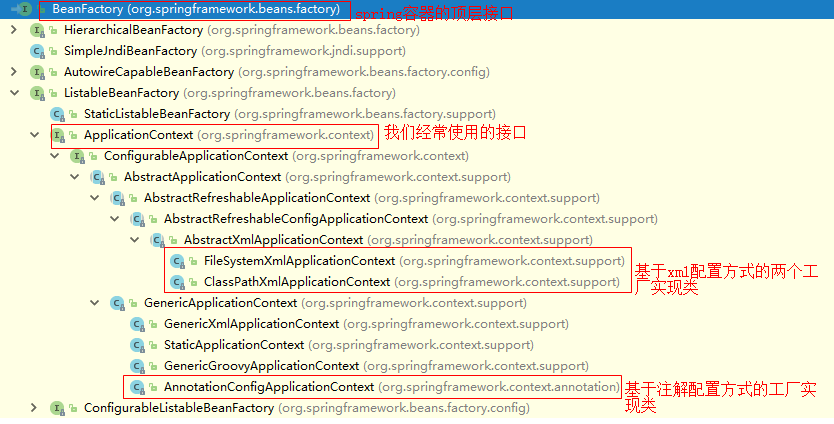 BeanFactory (org.springframework.beans.factory) spring容器的顶层接口
HierarchicalBeanFactory (org.springframework.beans.factory)
SimpleJndiBeanFactory (org.springframework.jndi.support)
AutowireCapableBeanFactory (org.springframework.beans.factory.config)
ListableBeanFactory (org.springframework.beans.factory)
StaticListableBeanFactory (org.springframework.beans.factory.support)
ApplicationContext (org.springframework.context) 我们经常使用的接口
ConfigurableApplicationContext (org.springframework.context)
AbstractApplicationContext (org.springframework.context.support)
AbstractRefreshableApplicationContext (org.springframework.context.support)
AbstractRefreshableConfigApplicationContext (org.springframework.context.support)
AbstractXmlApplicationContext (org.springframework.context.support)
FileSystemXmlApplicationContext (org.springframework.context.support)
ClassPathXmlApplicationContext (org.springframework.context.support)
基于xml配置方式的两个工
厂实现类
GenericApplicationContext (org.springframework.context.support)
GenericXmlApplicationContext (org.springframework.context.support)
StaticApplicationContext (org.springframework.context.support)
GenericGroovyApplicationContext (org.springframework.context.support)
AnnotationConfigApplicationContext (org.springframework.context.annotation)
基于注解配置方式的工厂实
现类
ConfigurableListableBeanFactory (org.springframework.beans.factory.config)